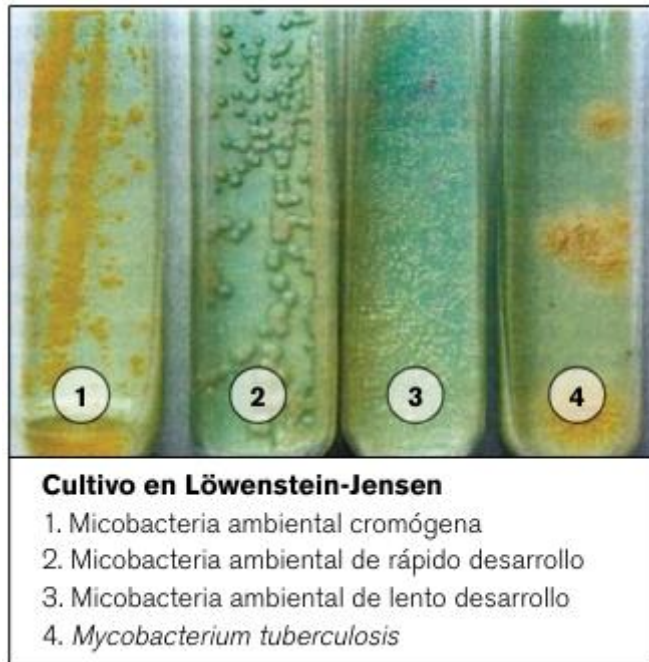 1
2
3
4
Cultivo en Löwenstein-Jensen
1. Micobacteria ambiental cromógena
2. Micobacteria ambiental de rápido desarrollo
3. Micobacteria ambiental de lento desarrollo
4. Mycobacterium tuberculosis